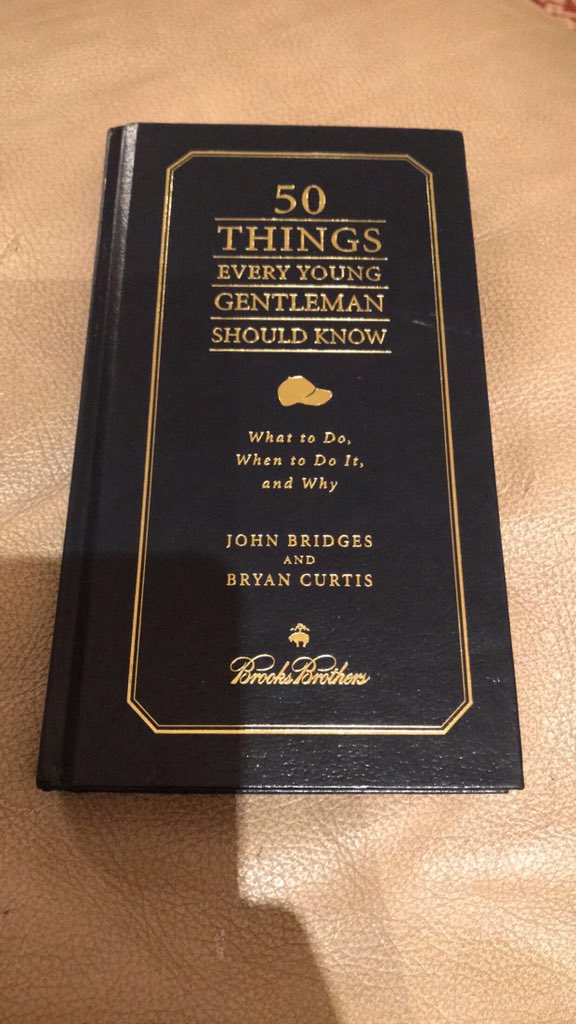 50
THINGS
EVERY YOUNG
GENTLEMAN
SHOULD KNOW
What to Do,
When to Do It,
and Why
JOHN BRIDGES
AND
BRYAN CURTIS
Brooks Brothers